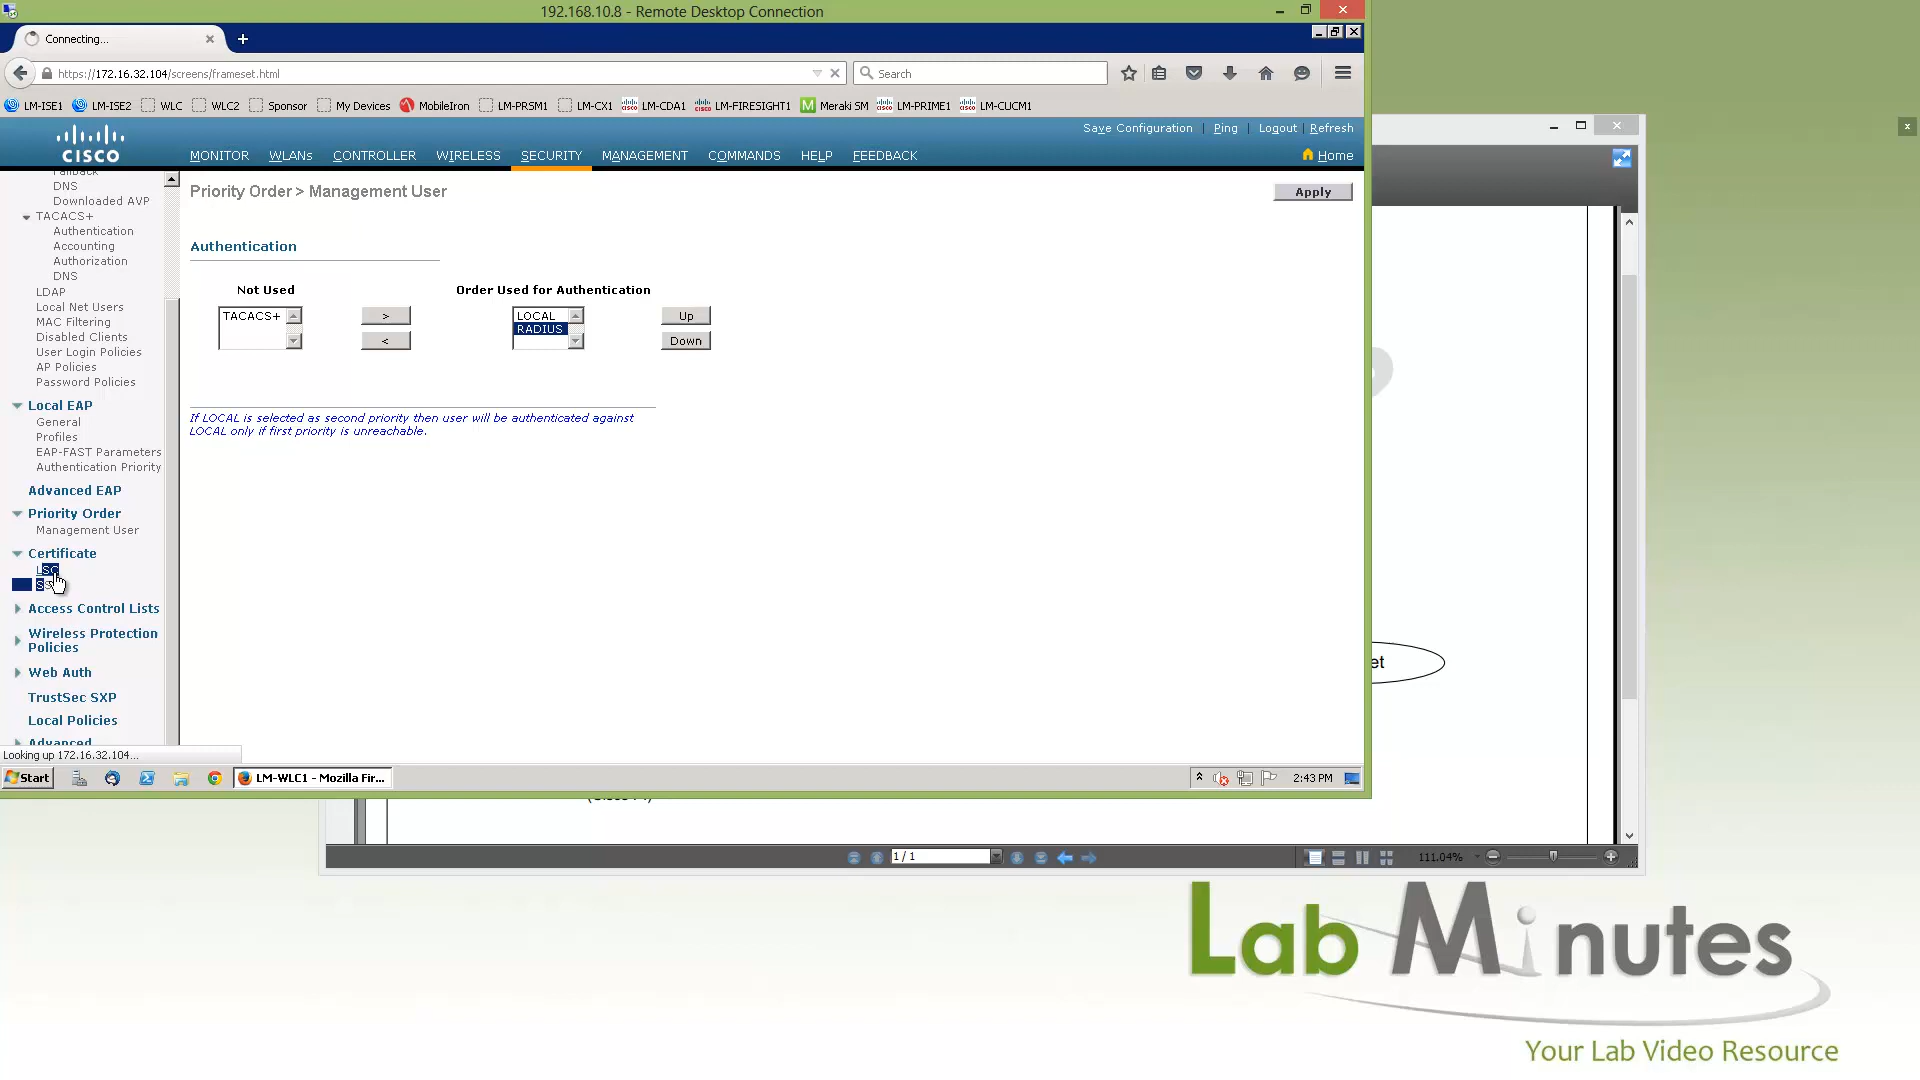 192.168.10.8 - Remote Desktop Connection
Connecting...
https://172.16.32.104/screens/frameset.html
Search
LM-ISE1
LM-ISE2
WLC
WLC2
Sponsor
My Devices
MobileIron
LM-PRSM1
LM-CX1
LM-CDA1
LM-FIRESIGHT1
Meraki SM
LM-PRIME1
LM-CUCM1
Save Configuration | Ping | Logout | Refresh
CISCO
MONITOR WLANs CONTROLLER WIRELESS SECURITY MANAGEMENT COMMANDS HELP FEEDBACK
Home
Fallback
DNS
Downloaded AVP
TACACS+
Authentication
Accounting
Authorization
DNS
LDAP
Local Net Users
MAC Filtering
Disabled Clients
User Login Policies
AP Policies
Password Policies
Local EAP
General
Profiles
EAP-FAST Parameters
Authentication Priority
Advanced EAP
Priority Order
Management User
Certificate
LSC
Access Control Lists
Wireless Protection
Policies
Web Auth
TrustSec SXP
Local Policies
Advanced
Priority Order > Management User
Apply
Authentication
Not Used
Order Used for Authentication
TACACS+
>
<
LOCAL
RADIUS
Up
Down
If LOCAL is selected as second priority then user will be authenticated against
LOCAL only if first priority is unreachable.
Looking up 172.16.32.104...
Start
LM-WLC1 - Mozilla Fir...
2:43 PM
et
1 / 1
111.04%
Lab Minutes
Your Lab Video Resource